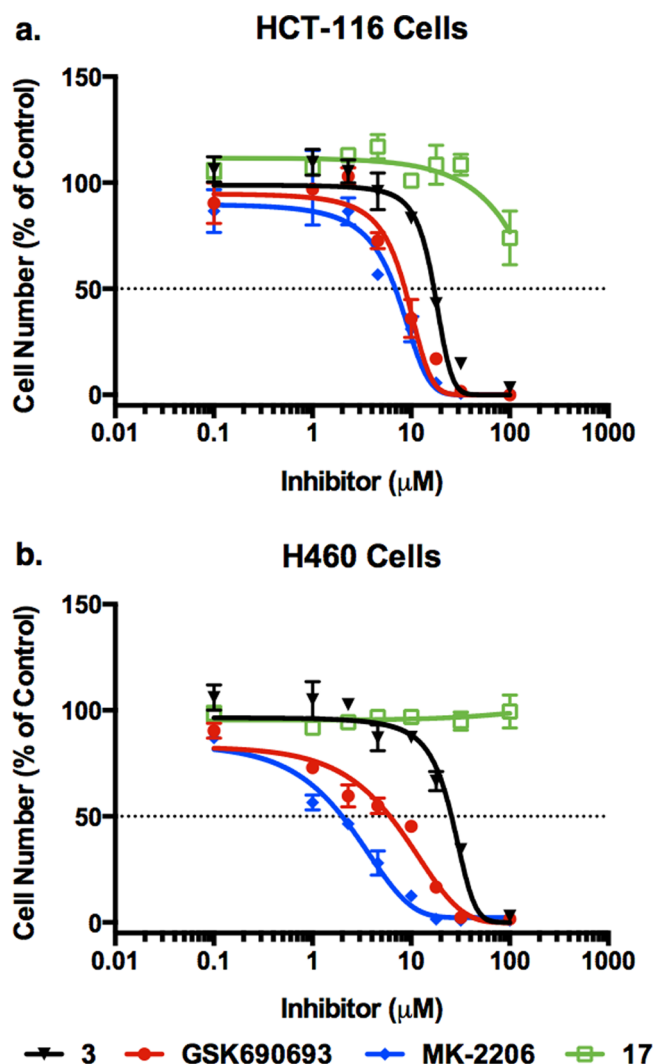 a.
HCT-116 Cells
Cell Number (% of Control)
150
100
50
0
0.01 0.1 1 10 100 1000
Inhibitor (µM)
b.
H460 Cells
Cell Number (% of Control)
150
100
50
0
0.01 0.1 1 10 100 1000
Inhibitor (µM)
3 GSK690693 MK-2206 17